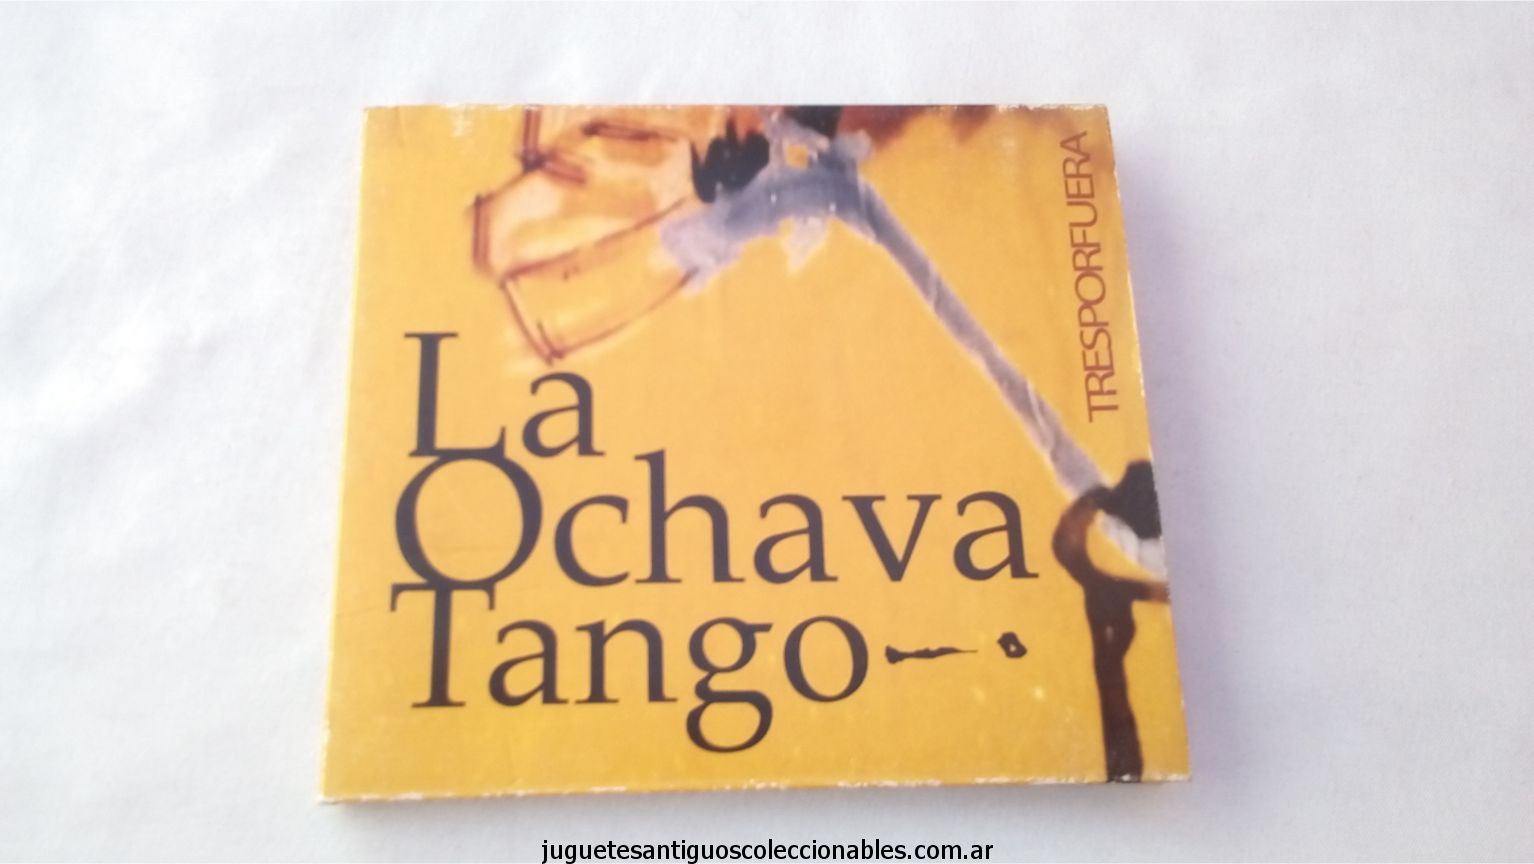 TRESPORFUERA
La
Ochava
Tango
juguetesantiguoscoleccionables.com.ar